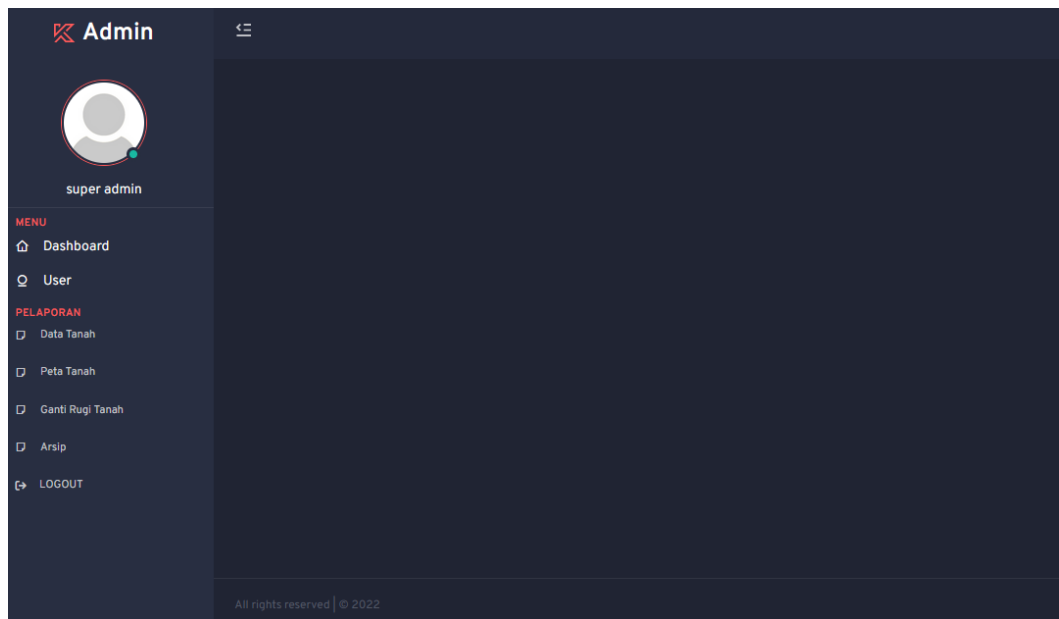 Admin
super admin
MENU
Dashboard
User
PELAPORAN
Data Tanah
Peta Tanah
Ganti Rugi Tanah
Arsip
LOGOUT
All rights reserved | © 2022